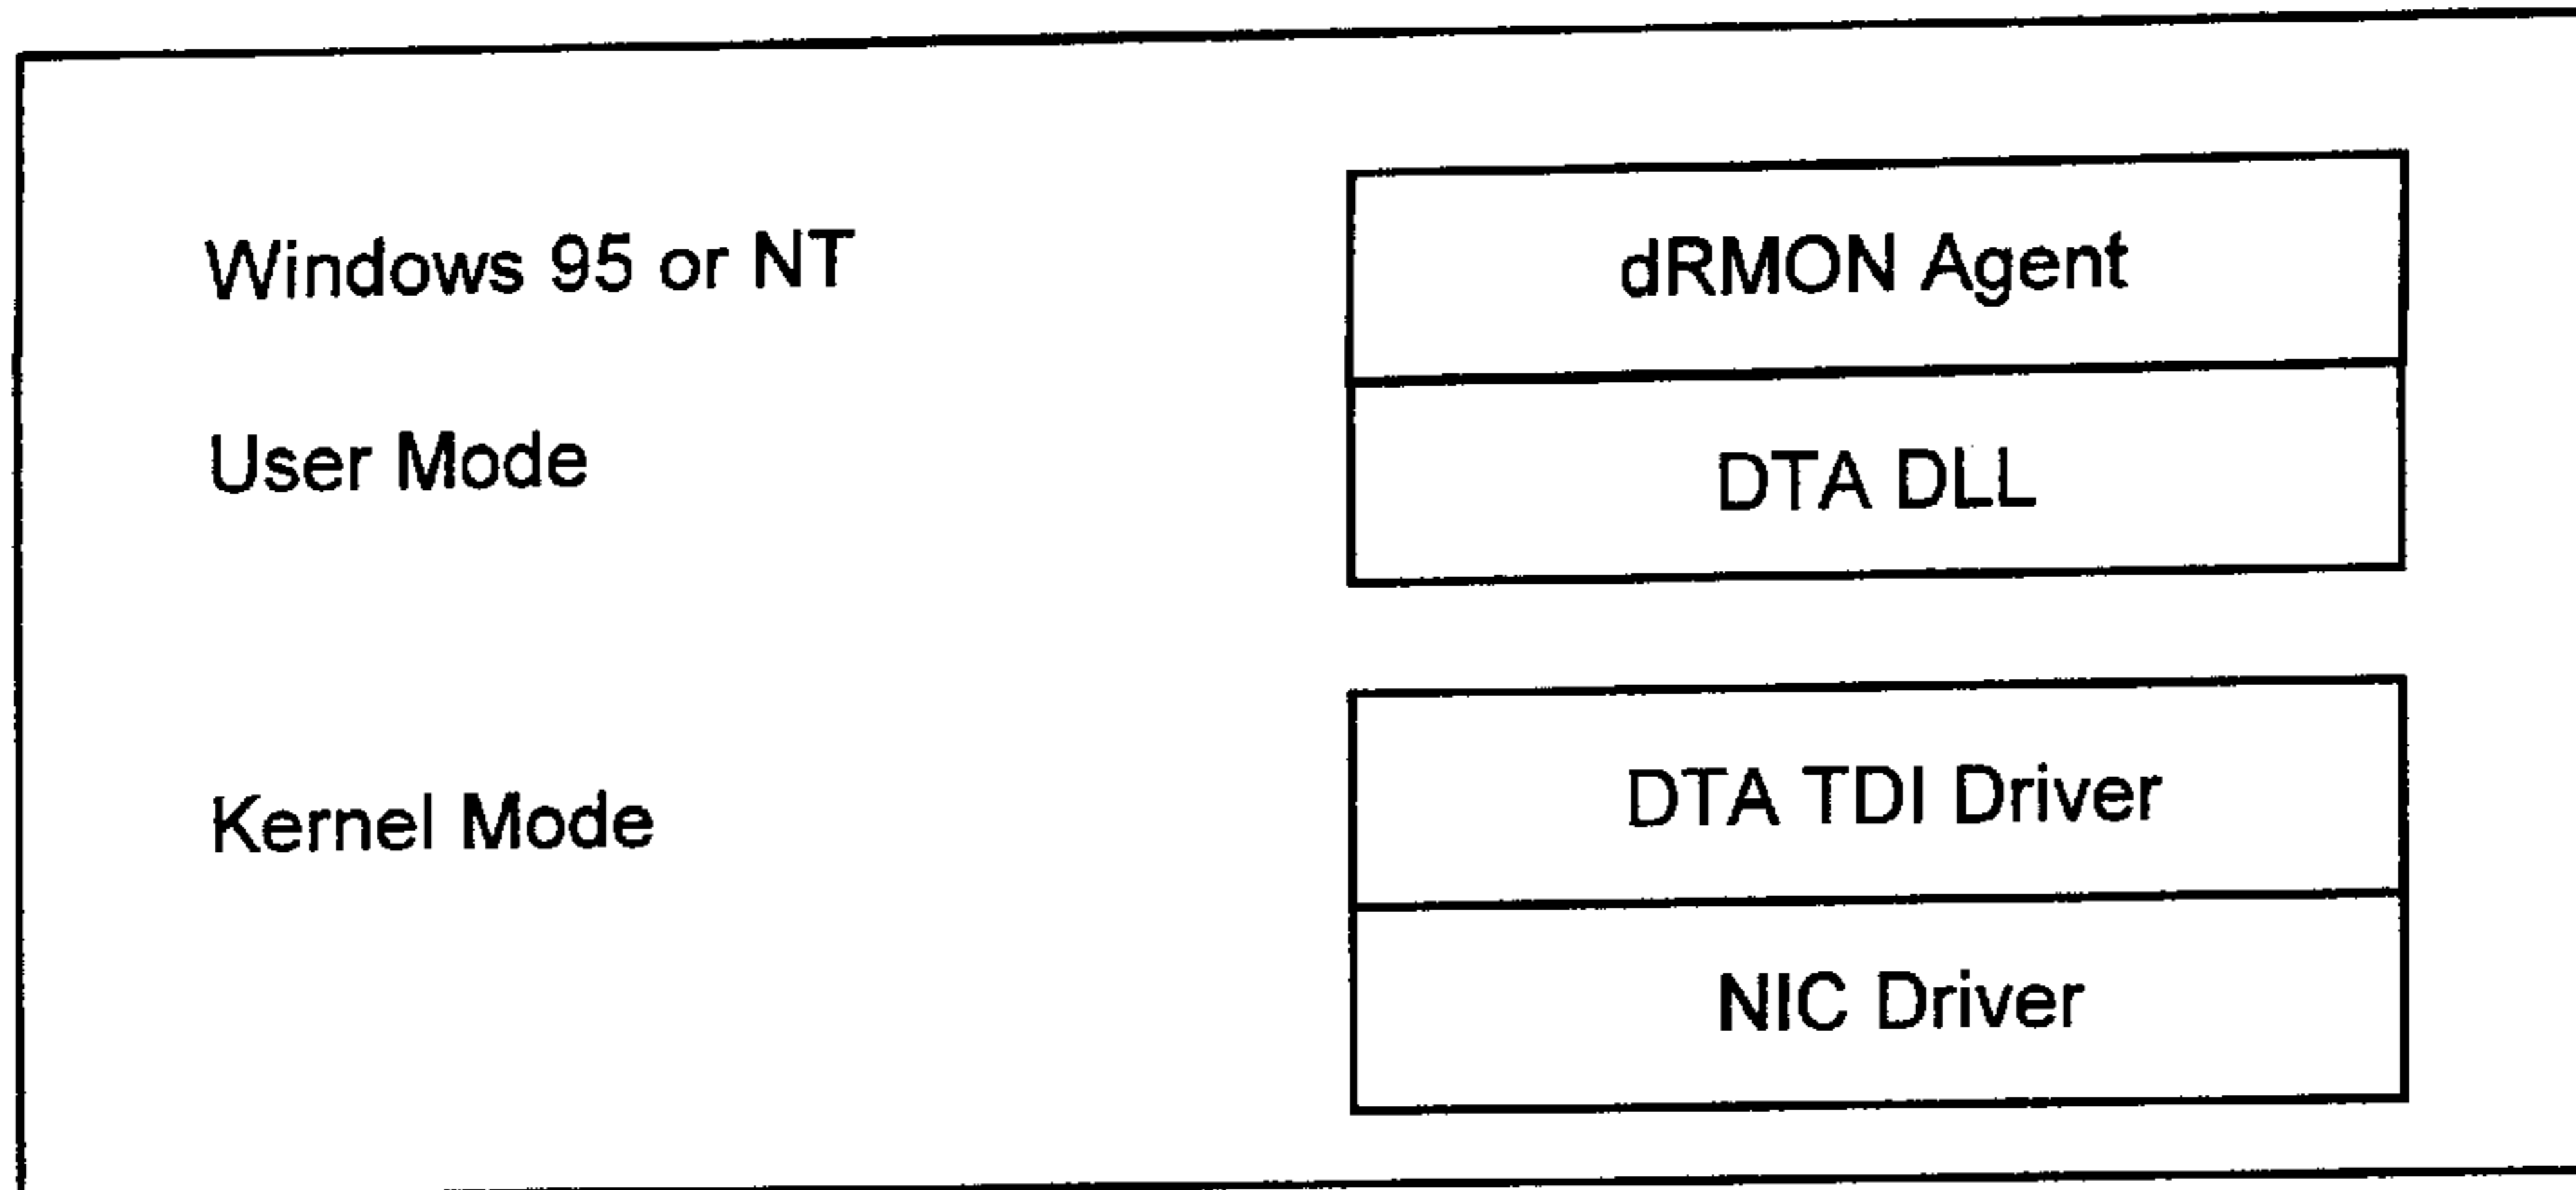 Windows 95 or NT
dRMON Agent
User Mode
DTA DLL
Kernel Mode
DTA TDI Driver
NIC Driver